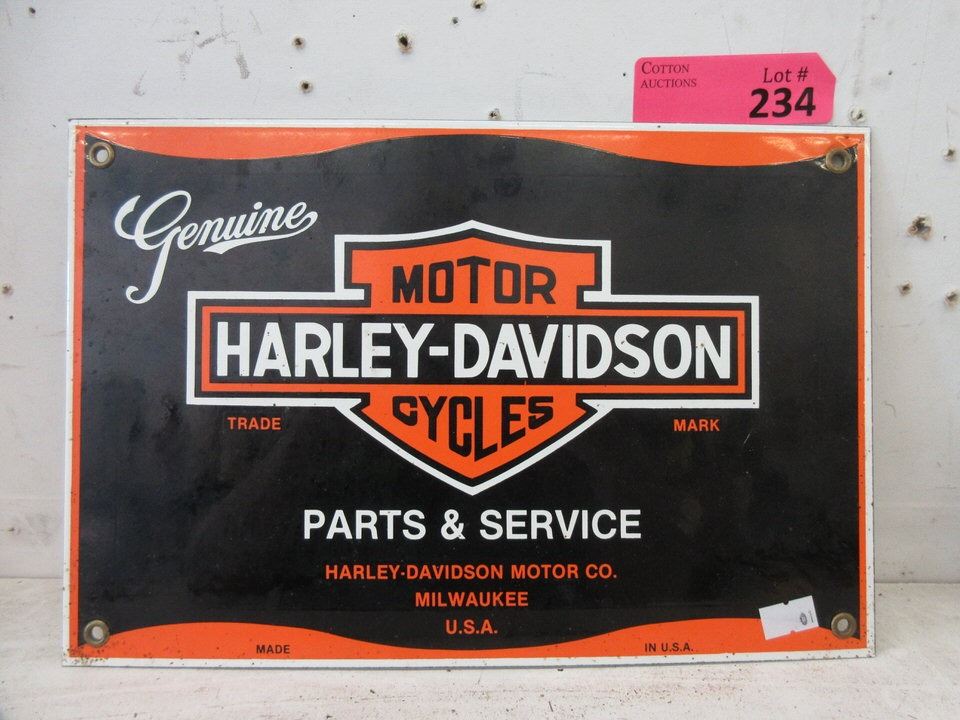 COTTON
AUCTIONS
Lot #
234
Genuine
MOTOR
HARLEY-DAVIDSON
CYCLES
TRADE MARK
PARTS & SERVICE
HARLEY-DAVIDSON MOTOR CO.
MILWAUKEE
U.S.A.
MADE IN U.S.A.